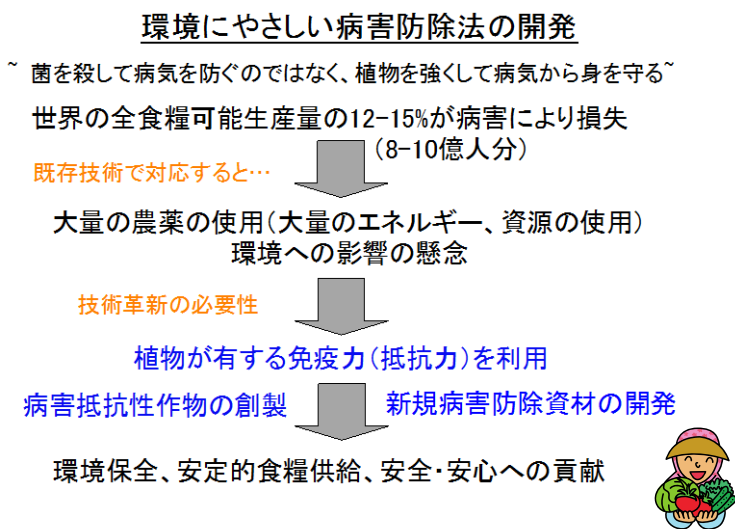 環境にやさしい病害防除法の開発
~ 菌を殺して病気を防ぐのではなく、植物を強くして病気から身を守る~
世界の全食糧可能生産量の12-15%が病害により損失
(8-10億人分)
既存技術で対応すると…
大量の農薬の使用(大量のエネルギー、資源の使用)
環境への影響の懸念
技術革新の必要性
植物が有する免疫力(抵抗力)を利用
病害抵抗性作物の創製
新規病害防除資材の開発
環境保全、安定的食糧供給、安全・安心への貢献